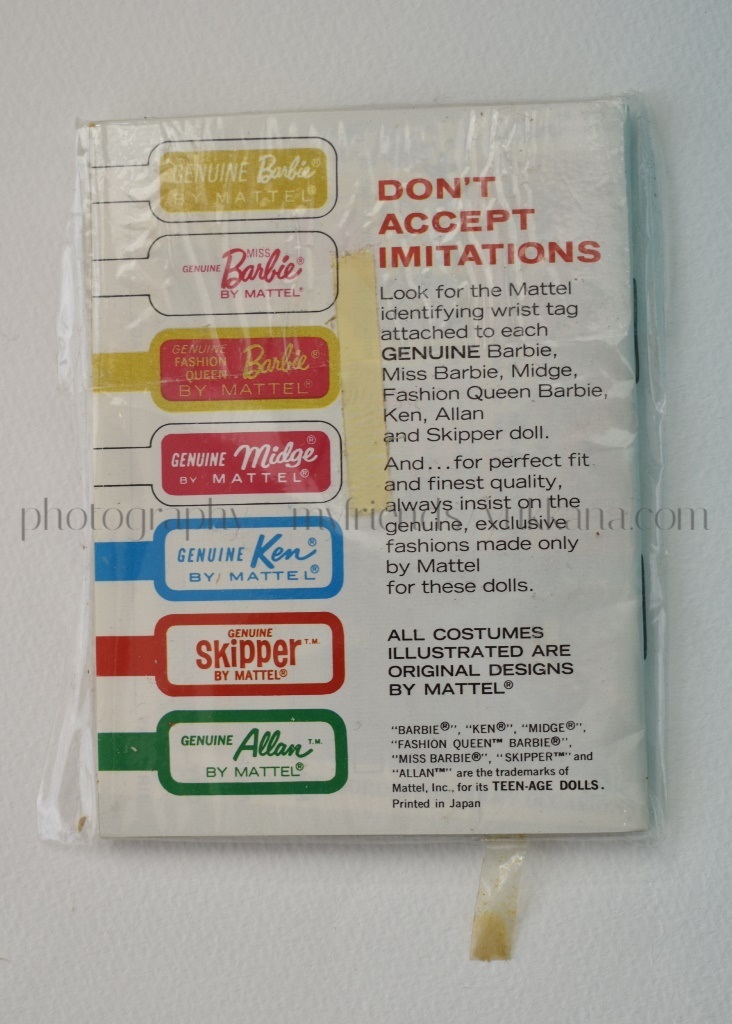 GENUINE Barbie®
BY MATTEL®
MISS
GENUINE Barbie®
BY MATTEL®
GENUINE
FASHION
QUEEN Barbie®
BY MATTEL®
GENUINE Midge®
BY MATTEL®
GENUINE Ken®
BY MATTEL®
GENUINE
Skipper T.M.
BY MATTEL®
GENUINE Allan T.M.
BY MATTEL®
DON'T
ACCEPT
IMITATIONS
Look for the Mattel
identifying wrist tag
attached to each
GENUINE Barbie,
Miss Barbie, Midge,
Fashion Queen Barbie,
Ken, Allan
and Skipper doll.
And...for perfect fit
and finest quality,
always insist on the
genuine, exclusive
fashions made only
by Mattel
for these dolls.
ALL COSTUMES
ILLUSTRATED ARE
ORIGINAL DESIGNS
BY MATTEL®
"BARBIE®", "KEN®", "MIDGE®",
"FASHION QUEEN™ BARBIE®",
"MISS BARBIE®", "SKIPPER™" and
"ALLAN™" are the trademarks of
Mattel, Inc., for its TEEN-AGE DOLLS.
Printed in Japan
photography